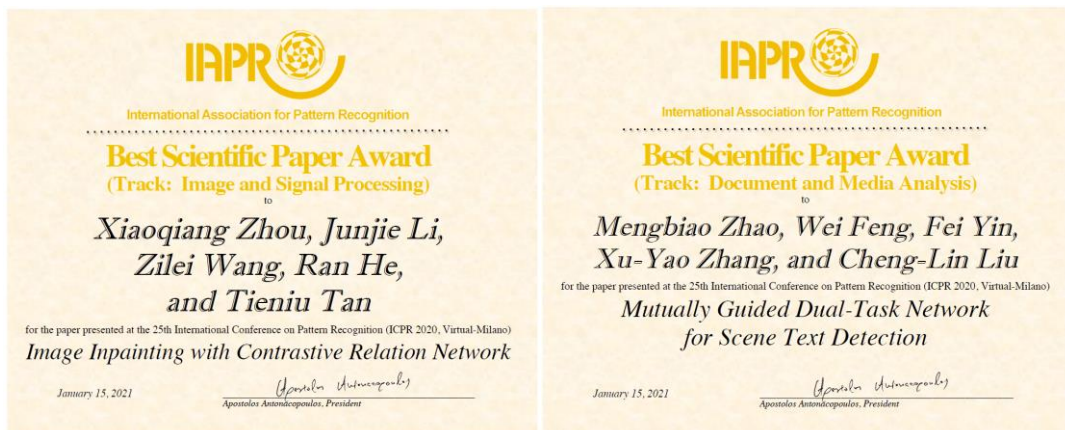 IAPR
International Association for Pattern Recognition
Best Scientific Paper Award
(Track: Image and Signal Processing)
to
Xiaoqiang Zhou, Junjie Li,
Zilei Wang, Ran He,
and Tieniu Tan
for the paper presented at the 25th International Conference on Pattern Recognition (ICPR 2020, Virtual-Milano)
Image Inpainting with Contrastive Relation Network
January 15, 2021
Apostolos Antonacopoulos
Apostolos Antonacopoulos, President
IAPR
International Association for Pattern Recognition
Best Scientific Paper Award
(Track: Document and Media Analysis)
to
Mengbiao Zhao, Wei Feng, Fei Yin,
Xu-Yao Zhang, and Cheng-Lin Liu
for the paper presented at the 25th International Conference on Pattern Recognition (ICPR 2020, Virtual-Milano)
Mutually Guided Dual-Task Network
for Scene Text Detection
January 15, 2021
Apostolos Antonacopoulos
Apostolos Antonacopoulos, President